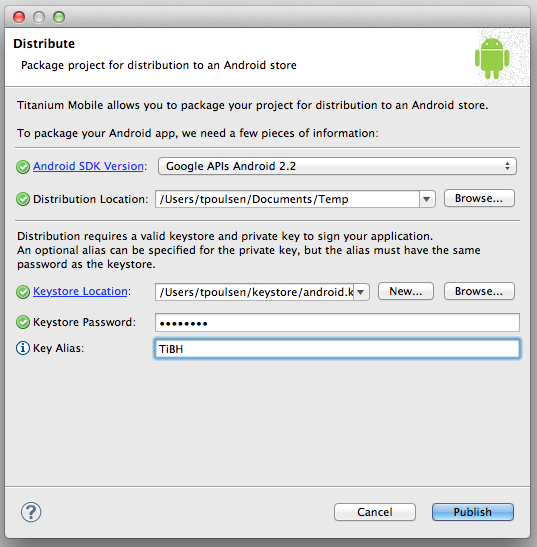 Distribute
Package project for distribution to an Android store
Titanium Mobile allows you to package your project for distribution to an Android store.
To package your Android app, we need a few pieces of information:
Android SDK Version: Google APIs Android 2.2
Distribution Location: /Users/tpoulsen/Documents/Temp Browse...
Distribution requires a valid keystore and private key to sign your application.
An optional alias can be specified for the private key, but the alias must have the same
password as the keystore.
Keystore Location: /Users/tpoulsen/keystore/android.k New... Browse...
Keystore Password: ••••••••
Key Alias: TiBH
? Cancel Publish